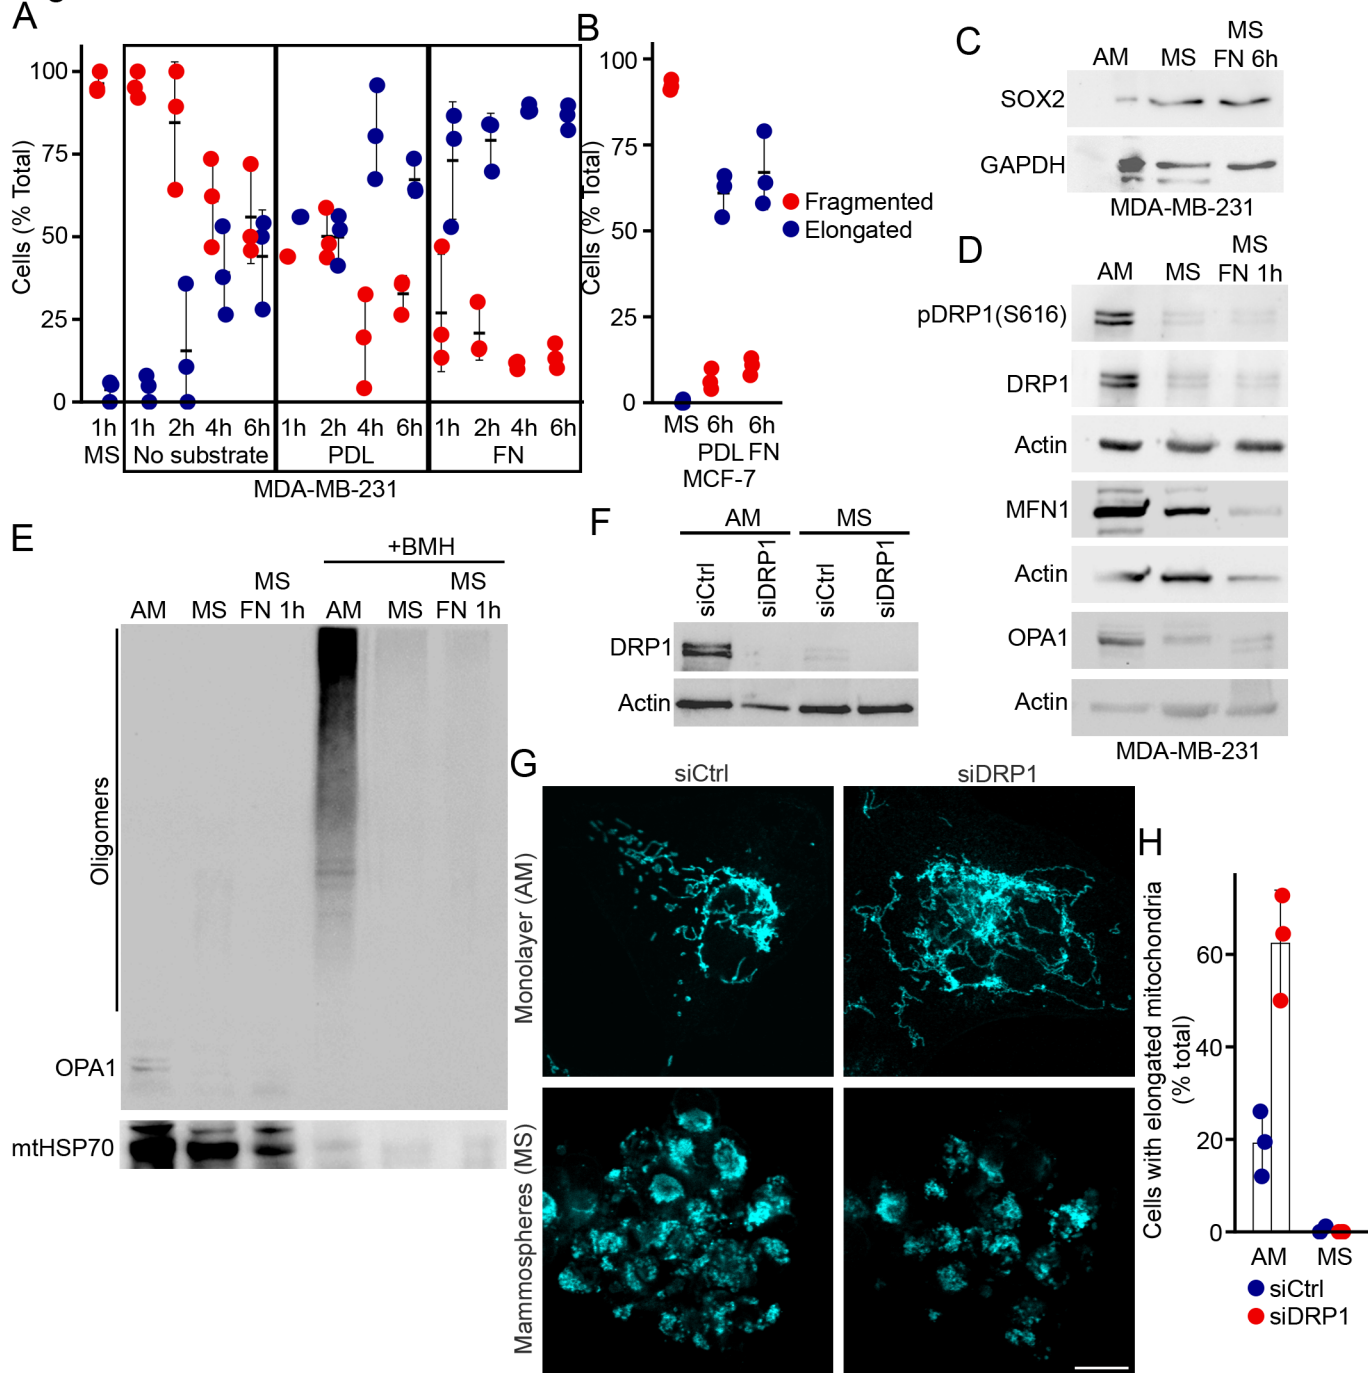 A
Cells (% Total)
100
75
50
25
0
1h 1h 2h 4h 6h 1h 2h 4h 6h 1h 2h 4h 6h
MS No substrate PDL FN
MDA-MB-231
B
Cells (% Total)
100
75
50
25
0
MS 6h 6h
PDL FN
MCF-7
Fragmented
Elongated
C
MS
AM MS FN 6h
SOX2
GAPDH
MDA-MB-231
D
MS
AM MS FN 1h
pDRP1(S616)
DRP1
Actin
MFN1
Actin
OPA1
Actin
MDA-MB-231
E
+BMH
MS MS
AM MS FN 1h AM MS FN 1h
Oligomers
OPA1
mtHSP70
F
AM MS
siCtrl siDRP1 siCtrl siDRP1
DRP1
Actin
G
siCtrl siDRP1
Monolayer (AM)
Mammospheres (MS)
H
Cells with elongated mitochondria
(% total)
60
40
20
0
AM MS
siCtrl
siDRP1